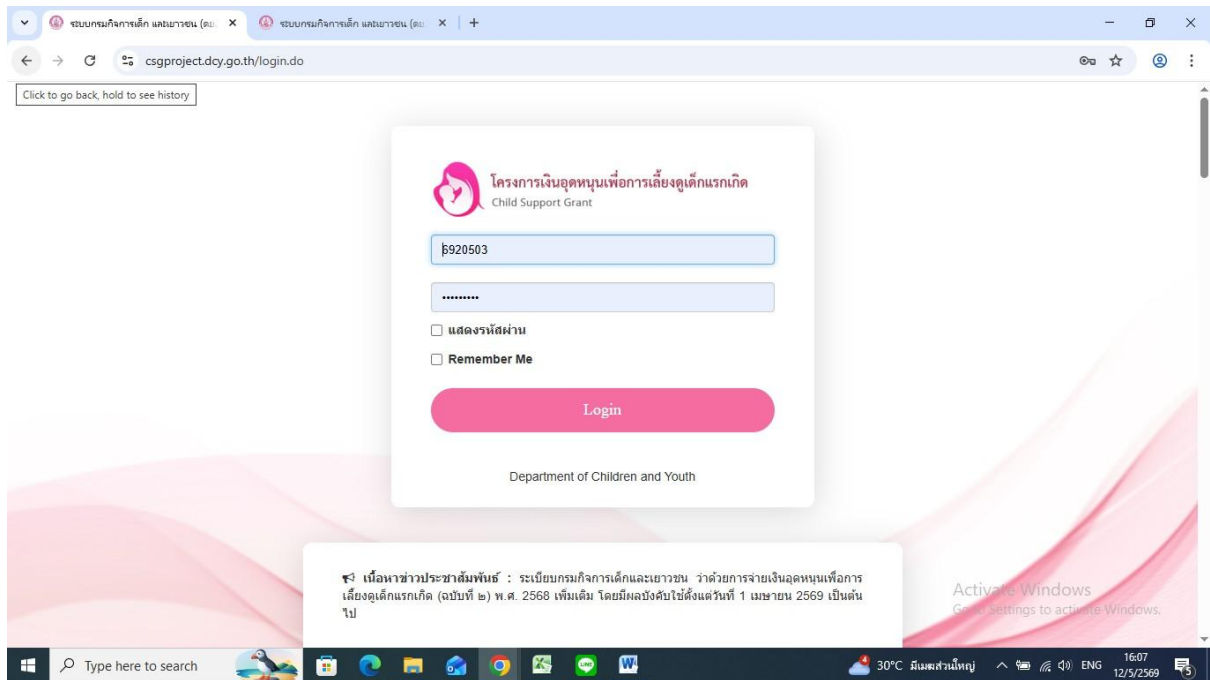 ระบบกรมกิจการเด็ก และเยาวชน (ดย.
ระบบกรมกิจการเด็ก และเยาวชน (ดย.
csgproject.dcy.go.th/login.do
Click to go back, hold to see history
โครงการเงินอุดหนุนเพื่อการเลี้ยงดูเด็กแรกเกิด
Child Support Grant
6920503
•••••••••
แสดงรหัสผ่าน
Remember Me
Login
Department of Children and Youth
เนื้อหาข่าวประชาสัมพันธ์ : ระเบียบกรมกิจการเด็กและเยาวชน ว่าด้วยการจ่ายเงินอุดหนุนเพื่อการ
เลี้ยงดูเด็กแรกเกิด (ฉบับที่ ๒) พ.ศ. 2568 เพิ่มเติม โดยมีผลบังคับใช้ตั้งแต่วันที่ 1 เมษายน 2569 เป็นต้น
ไป
Activate Windows
Go to Settings to activate Windows.
Type here to search
30°C มีเมฆส่วนใหญ่
ENG
16:07
12/5/2569